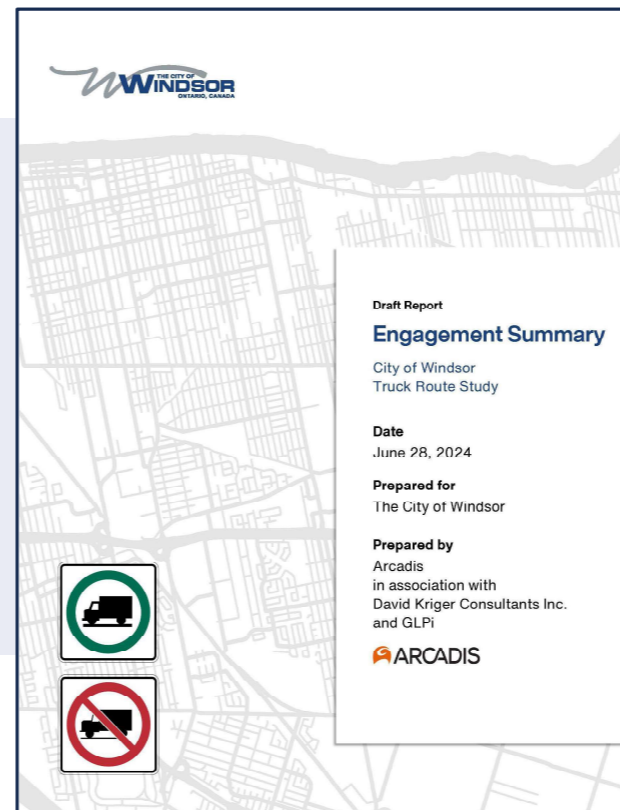 THE CITY OF
WINDSOR
ONTARIO, CANADA
Draft Report
Engagement Summary
City of Windsor
Truck Route Study
Date
June 28, 2024
Prepared for
The City of Windsor
Prepared by
Arcadis
in association with
David Kriger Consultants Inc.
and GLPi
ARCADIS